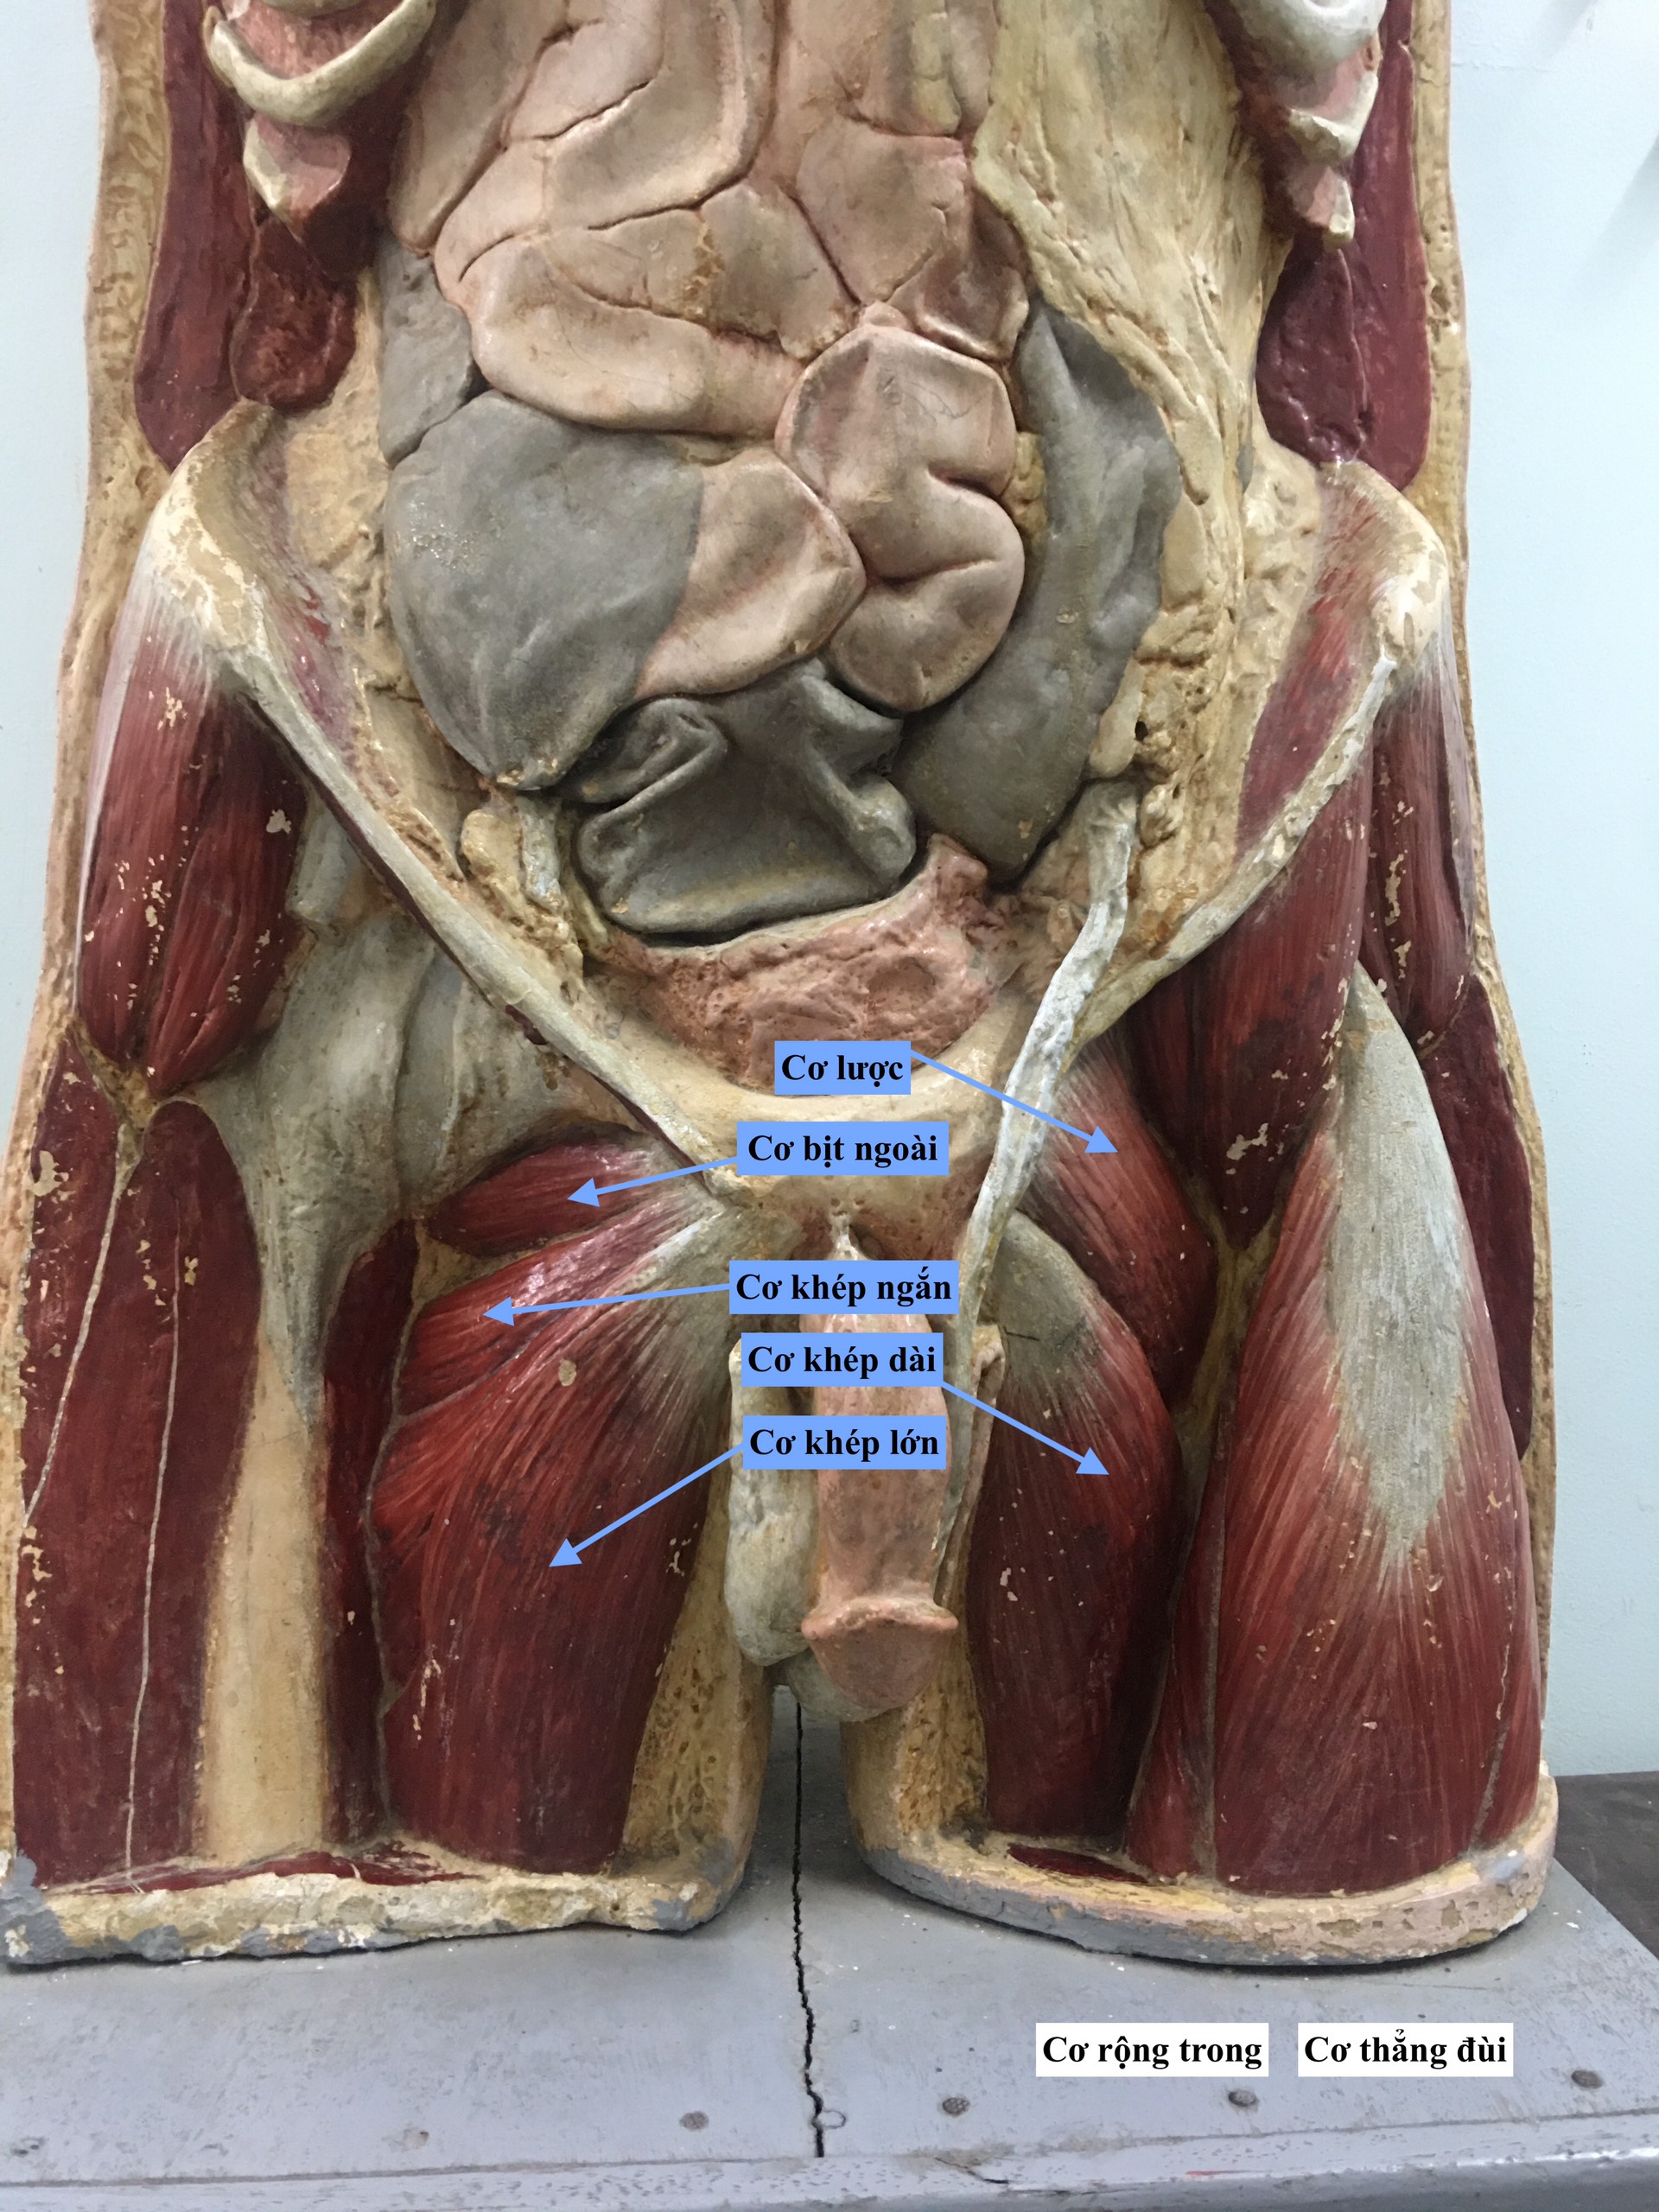 Cơ lược
Cơ bịt ngoài
Cơ khép ngắn
Cơ khép dài
Cơ khép lớn
Cơ rộng trong
Cơ thẳng đùi